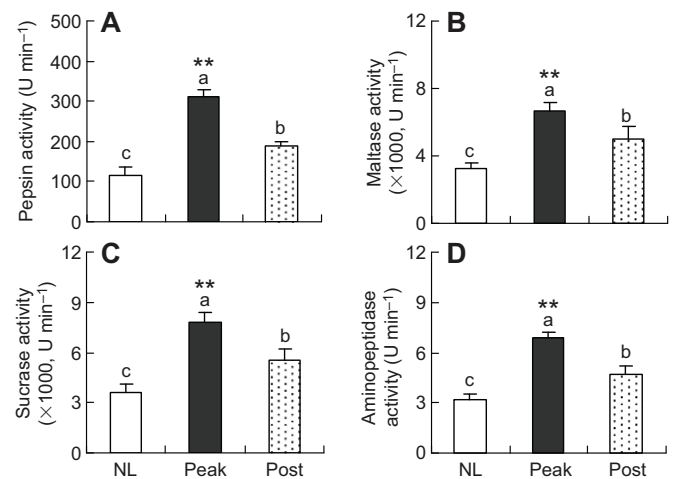 A
Pepsin activity (U min⁻¹)
500
400
300
200
100
0
c
**
a
b
B
Maltase activity
(×1000, U min⁻¹)
12
8
4
0
c
**
a
b
C
Sucrase activity
(×1000, U min⁻¹)
12
9
6
3
0
c
**
a
b
NL Peak Post
D
Aminopeptidase
activity (U min⁻¹)
12
9
6
3
0
c
**
a
b
NL Peak Post